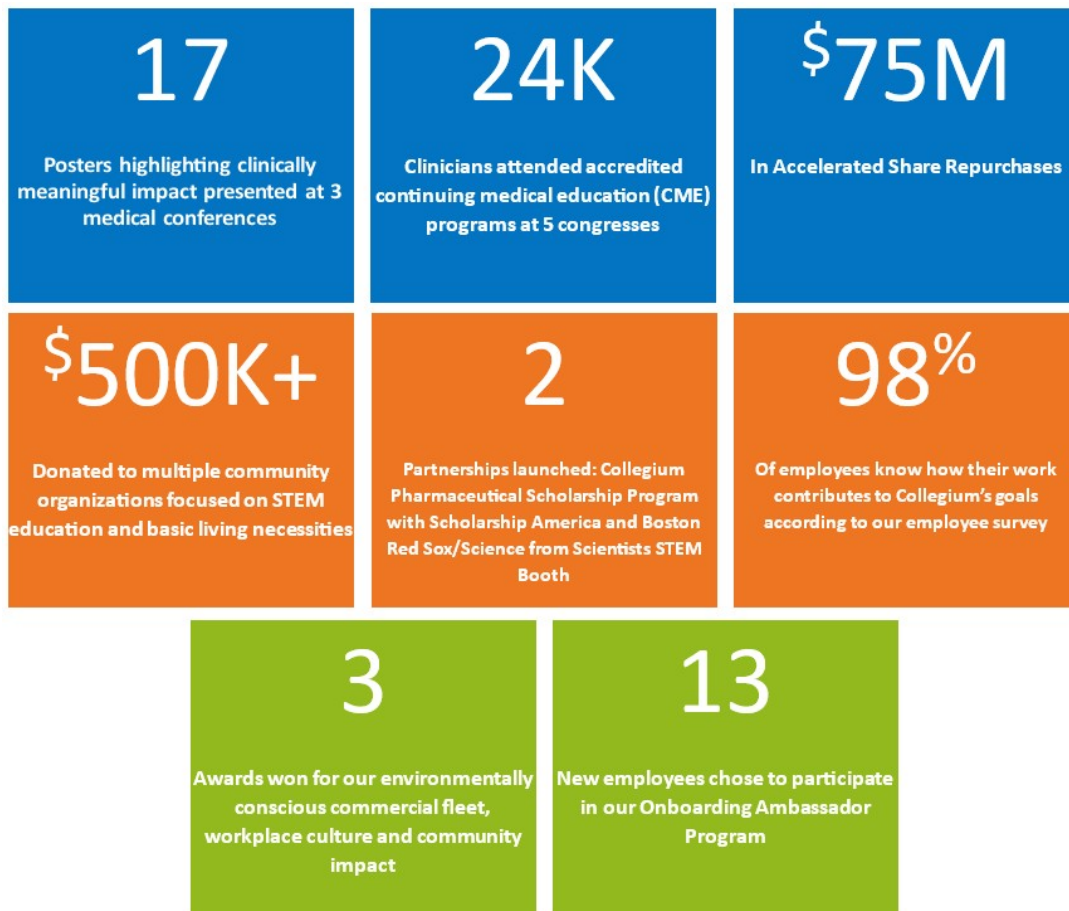 17
Posters highlighting clinically
meaningful impact presented at 3
medical conferences
24K
Clinicians attended accredited
continuing medical education (CME)
programs at 5 congresses
$75M
In Accelerated Share Repurchases
$500K+
Donated to multiple community
organizations focused on STEM
education and basic living necessities
2
Partnerships launched: Collegium
Pharmaceutical Scholarship Program
with Scholarship America and Boston
Red Sox/Science from Scientists STEM
Booth
98%
Of employees know how their work
contributes to Collegium’s goals
according to our employee survey
3
Awards won for our environmentally
conscious commercial fleet,
workplace culture and community
impact
13
New employees chose to participate
in our Onboarding Ambassador
Program